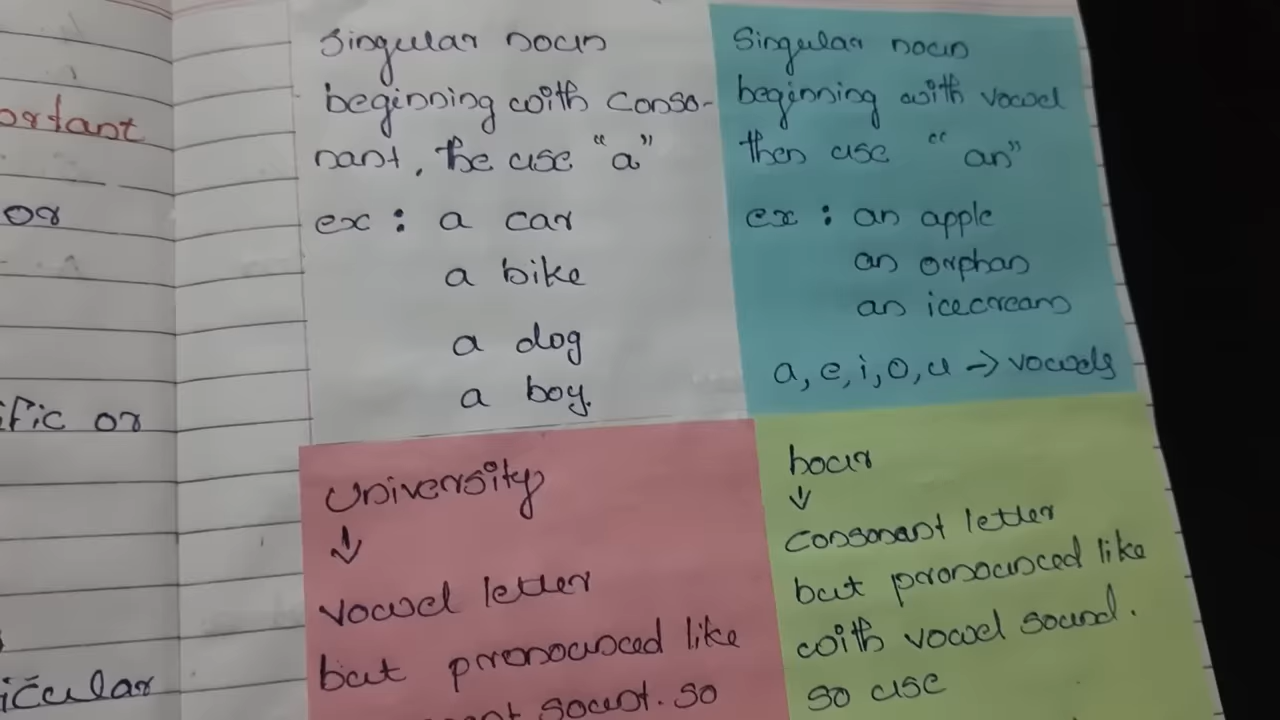 ortant
or
ific or
icular
Singular noun
beginning with conso-
nant, the use "a"
ex : a car
a bike
a dog
a boy.
Singular noun
beginning with vowel
then use "an"
ex : an apple
an orphan
an icecream
a, e, i, o, u → vowels
University
↓
vowel letter
but pronounced like
so
hour
↓
consonant letter
but pronounced like
with vowel sound.
so use